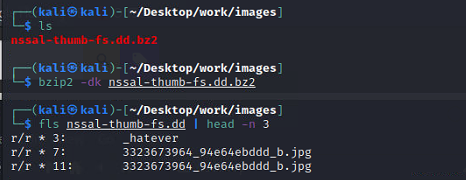 ┌──(kali㉿kali)-[~/Desktop/work/images]
└─$ ls
nssal-thumb-fs.dd.bz2
┌──(kali㉿kali)-[~/Desktop/work/images]
└─$ bzip2 -dk nssal-thumb-fs.dd.bz2
┌──(kali㉿kali)-[~/Desktop/work/images]
└─$ fls nssal-thumb-fs.dd | head -n 3
r/r * 3: _hatever
r/r * 7: 3323673964_94e64ebddd_b.jpg
r/r * 11: 3323673964_94e64ebddd_b.jpg